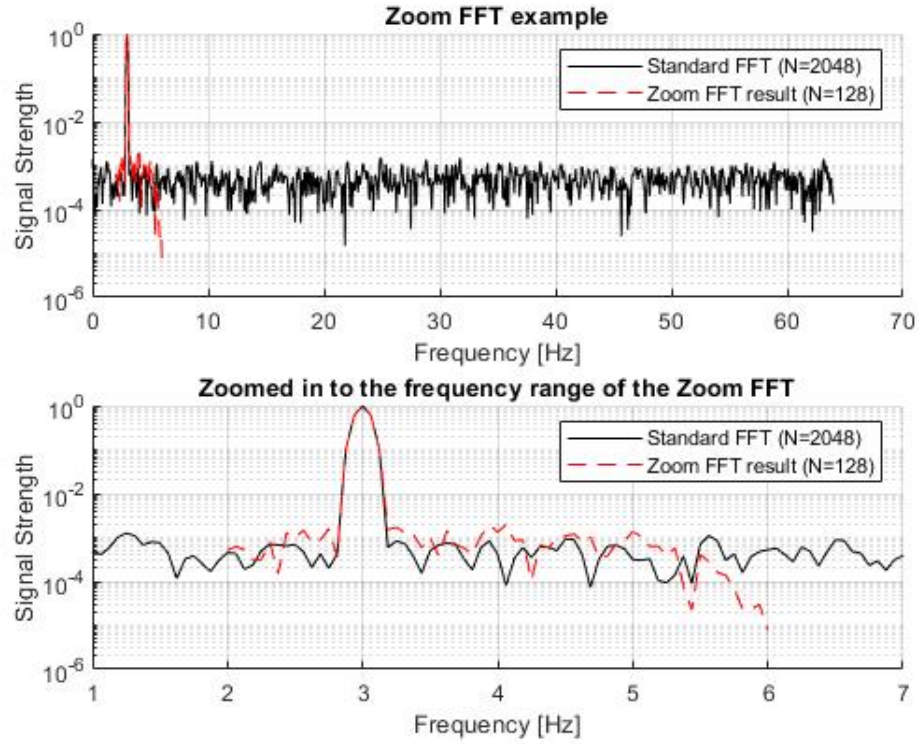 Zoom FFT example
Signal Strength
10^0
10^-2
10^-4
10^-6
Standard FFT (N=2048)
Zoom FFT result (N=128)
0 10 20 30 40 50 60 70
Frequency [Hz]
Zoomed in to the frequency range of the Zoom FFT
Signal Strength
10^0
10^-2
10^-4
10^-6
Standard FFT (N=2048)
Zoom FFT result (N=128)
1 2 3 4 5 6 7
Frequency [Hz]